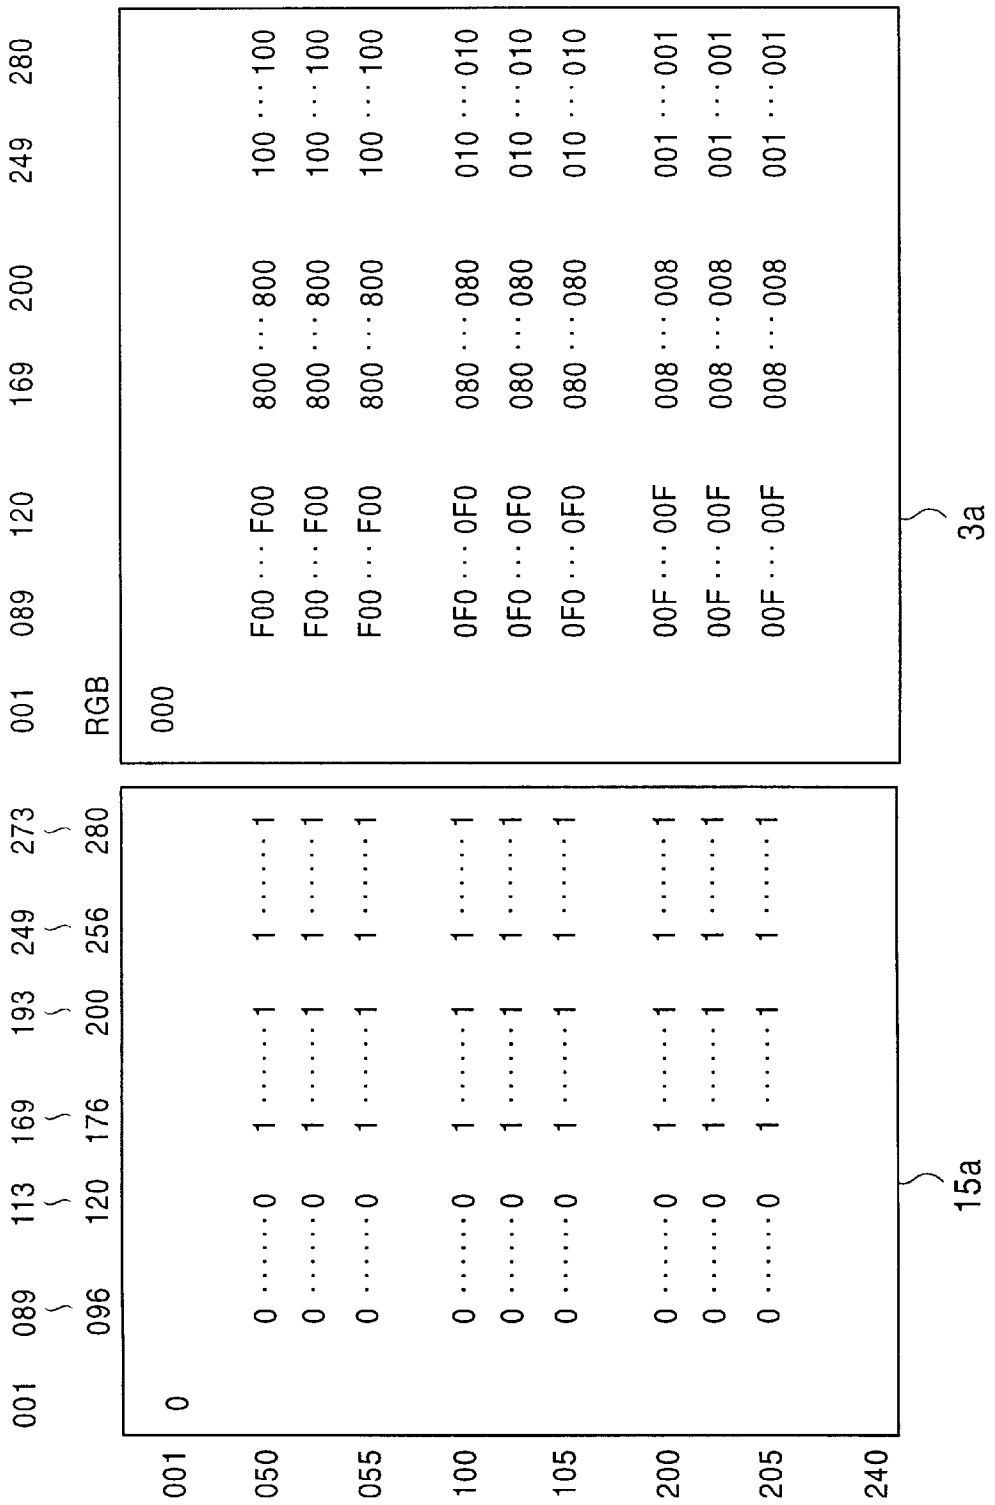 001 089 113 169 193 249 273 001 089 120 169 200 249 280
096 120 176 200 256 280 RGB
001 0 000
050 0······0 1······1 1······1 F00····F00 800····800 100····100
0······0 1······1 1······1 F00····F00 800····800 100····100
055 0······0 1······1 1······1 F00····F00 800····800 100····100
100 0······0 1······1 1······1 0F0····0F0 080····080 010····010
0······0 1······1 1······1 0F0····0F0 080····080 010····010
105 0······0 1······1 1······1 0F0····0F0 080····080 010····010
200 0······0 1······1 1······1 00F····00F 008····008 001····001
0······0 1······1 1······1 00F····00F 008····008 001····001
205 0······0 1······1 1······1 00F····00F 008····008 001····001
240
15a 3a